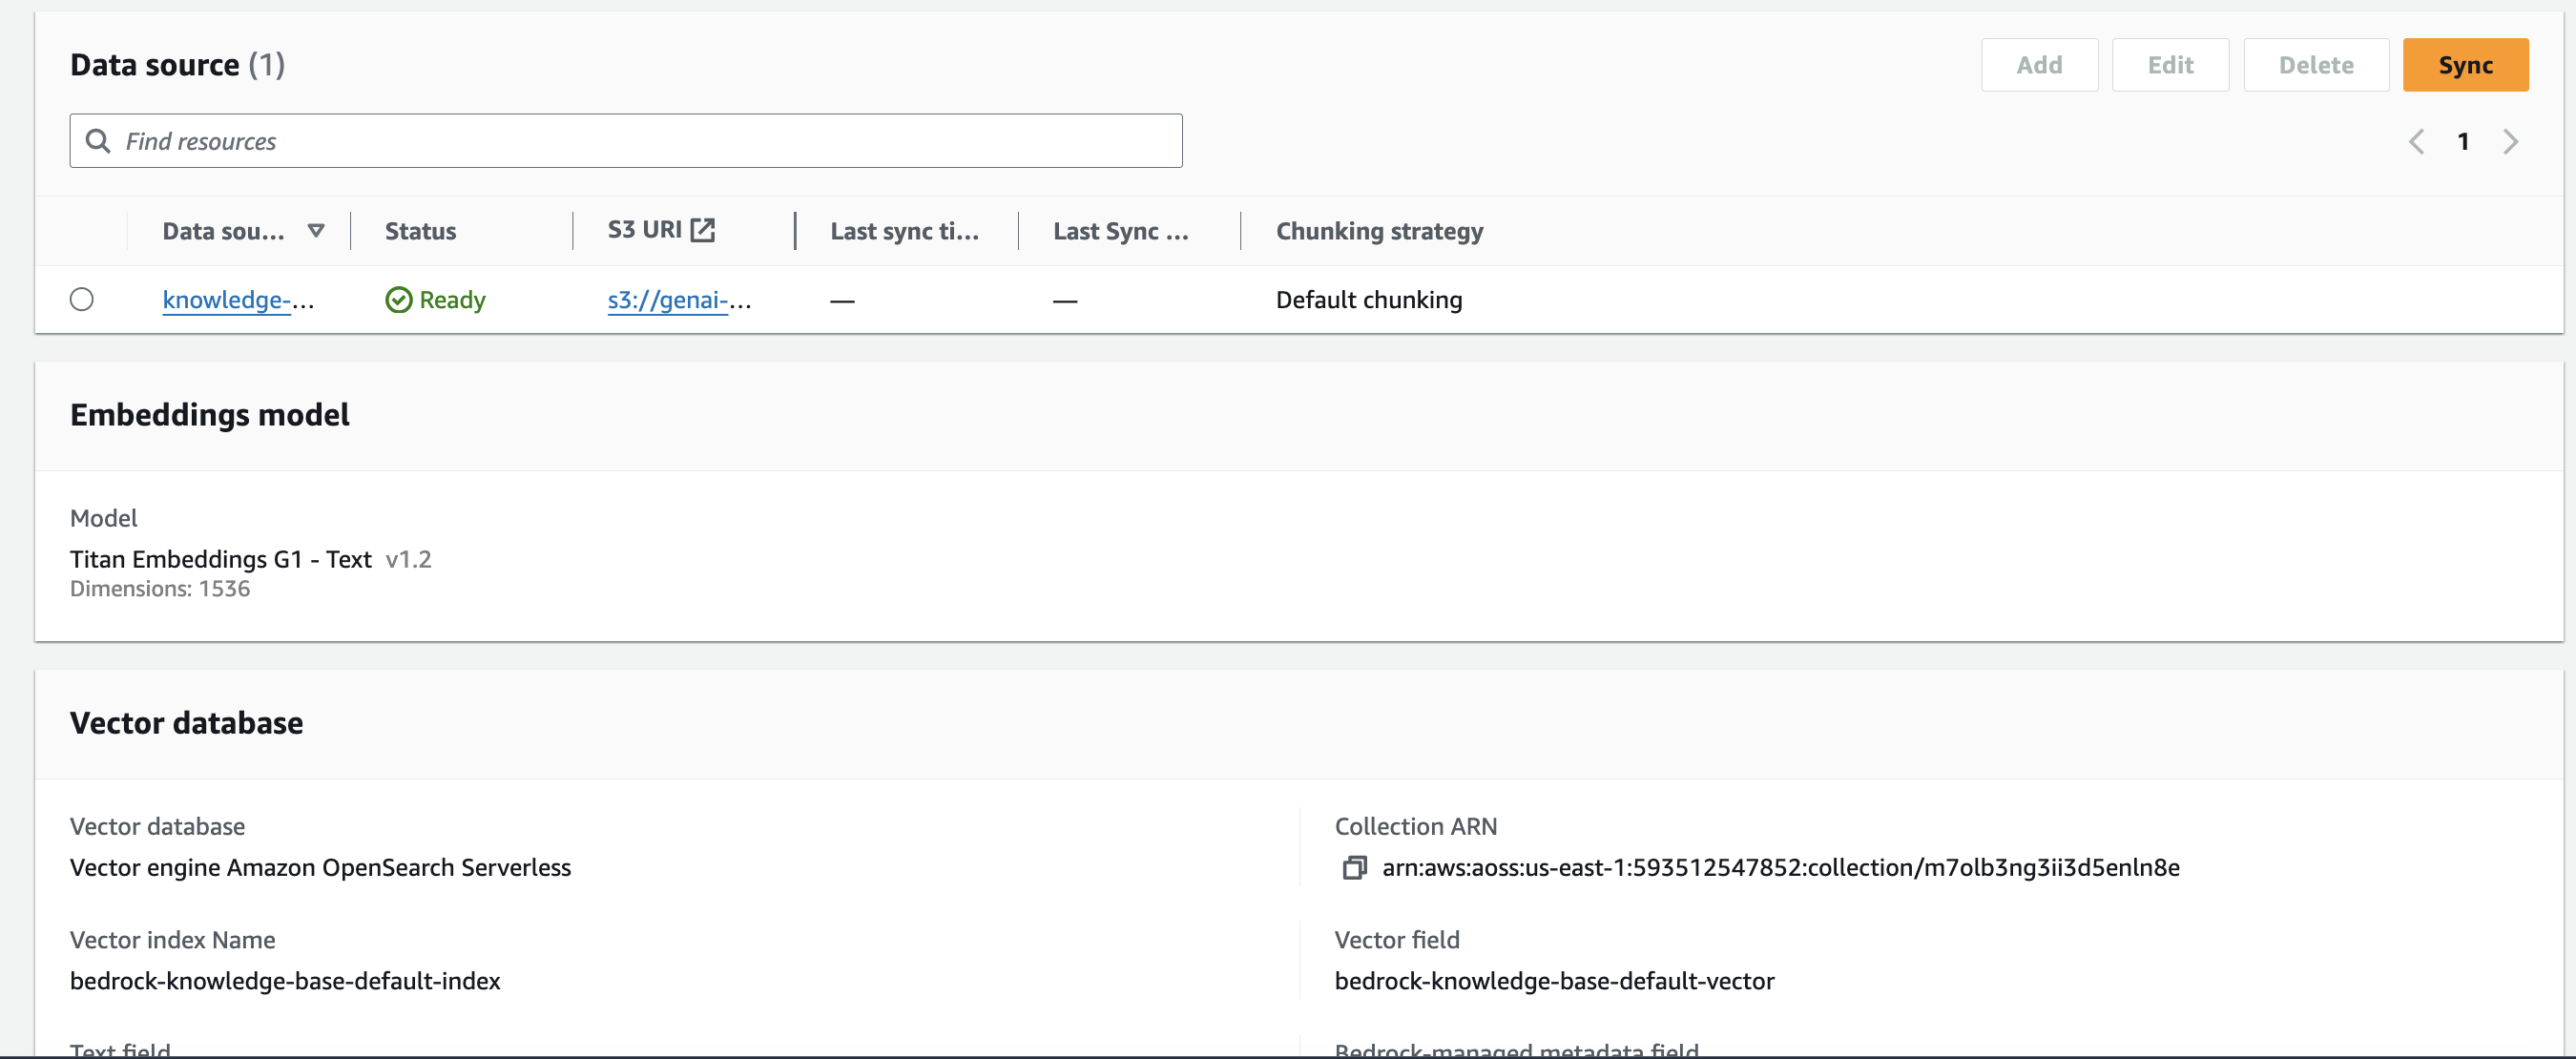 Data source (1)
Add Edit Delete Sync
Find resources
1
Data sou... Status S3 URI Last sync ti... Last Sync ... Chunking strategy
knowledge-... Ready s3://genai-... — — Default chunking
Embeddings model
Model
Titan Embeddings G1 - Text v1.2
Dimensions: 1536
Vector database
Vector database
Vector engine Amazon OpenSearch Serverless
Collection ARN
arn:aws:aoss:us-east-1:593512547852:collection/m7olb3ng3ii3d5enln8e
Vector index Name
bedrock-knowledge-base-default-index
Vector field
bedrock-knowledge-base-default-vector
Text field
Bedrock-managed metadata field